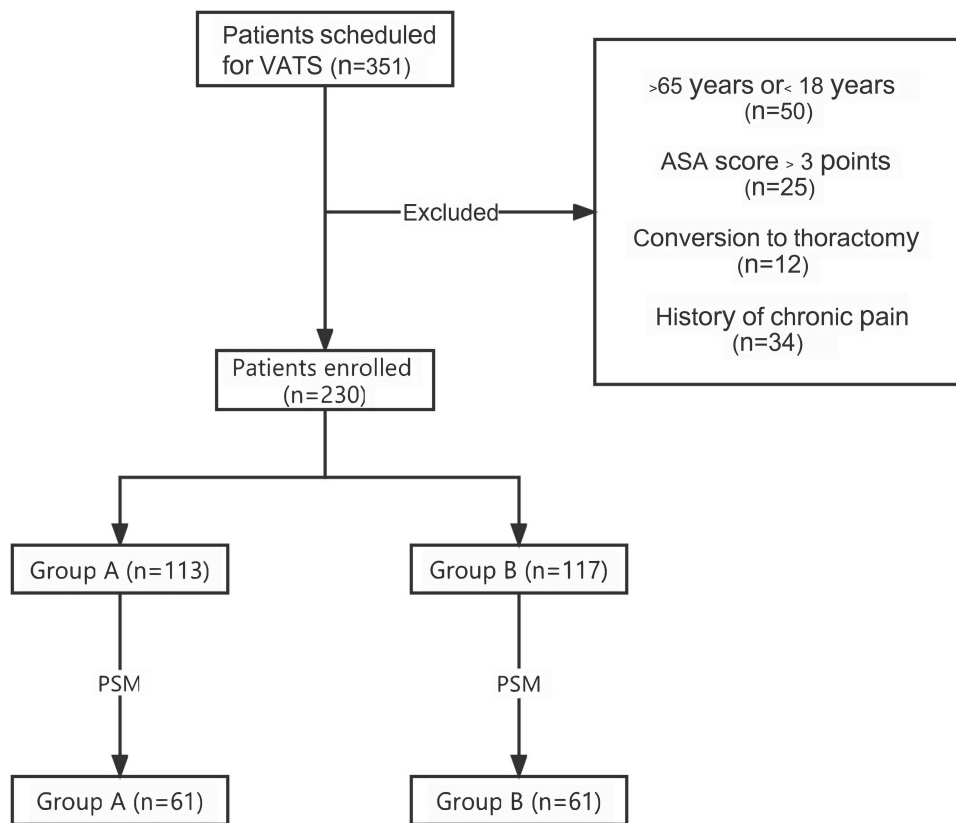 Patients scheduled
for VATS (n=351)
>65 years or< 18 years
(n=50)
ASA score > 3 points
(n=25)
Excluded
Conversion to thoractomy
(n=12)
History of chronic pain
(n=34)
Patients enrolled
(n=230)
Group A (n=113)
Group B (n=117)
PSM
PSM
Group A (n=61)
Group B (n=61)